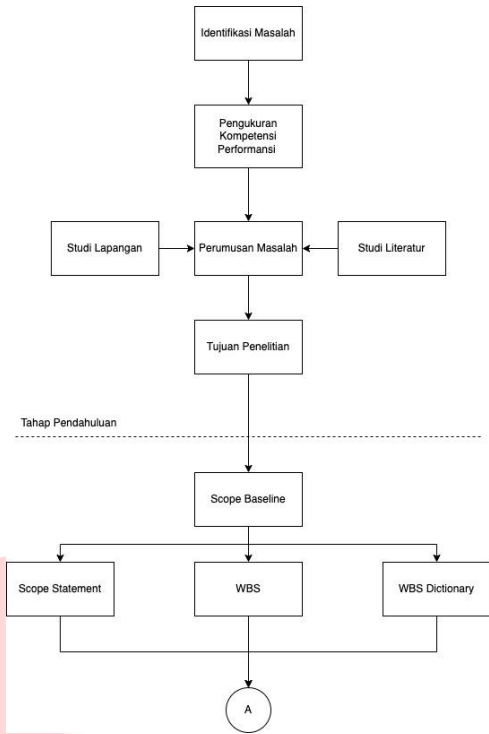 Identifikasi Masalah
Pengukuran
Kompetensi
Performansi
Studi Lapangan
Perumusan Masalah
Studi Literatur
Tujuan Penelitian
Tahap Pendahuluan
Scope Baseline
Scope Statement
WBS
WBS Dictionary
A